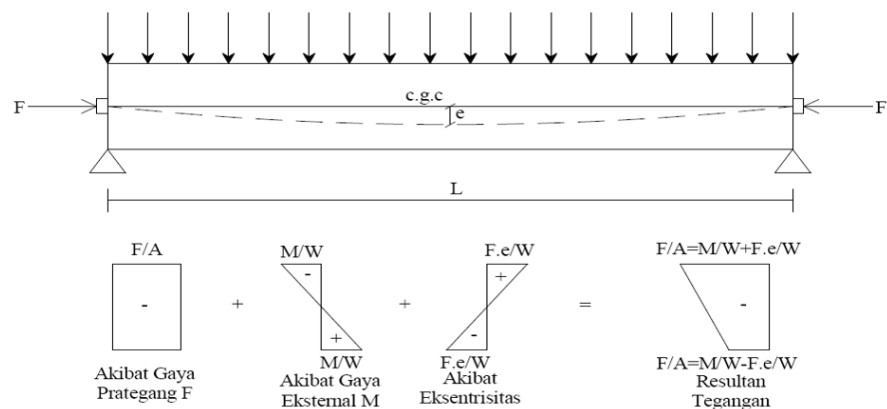 c.g.c
F
e
F
L
F/A
M/W
F.e/W
F/A=M/W+F.e/W
-
+
-
+
+
+
-
=
-
M/W
F.e/W
F/A=M/W-F.e/W
Akibat Gaya
Prategang F
Akibat Gaya
Eksternal M
Akibat
Eksentrisitas
Resultan
Tegangan